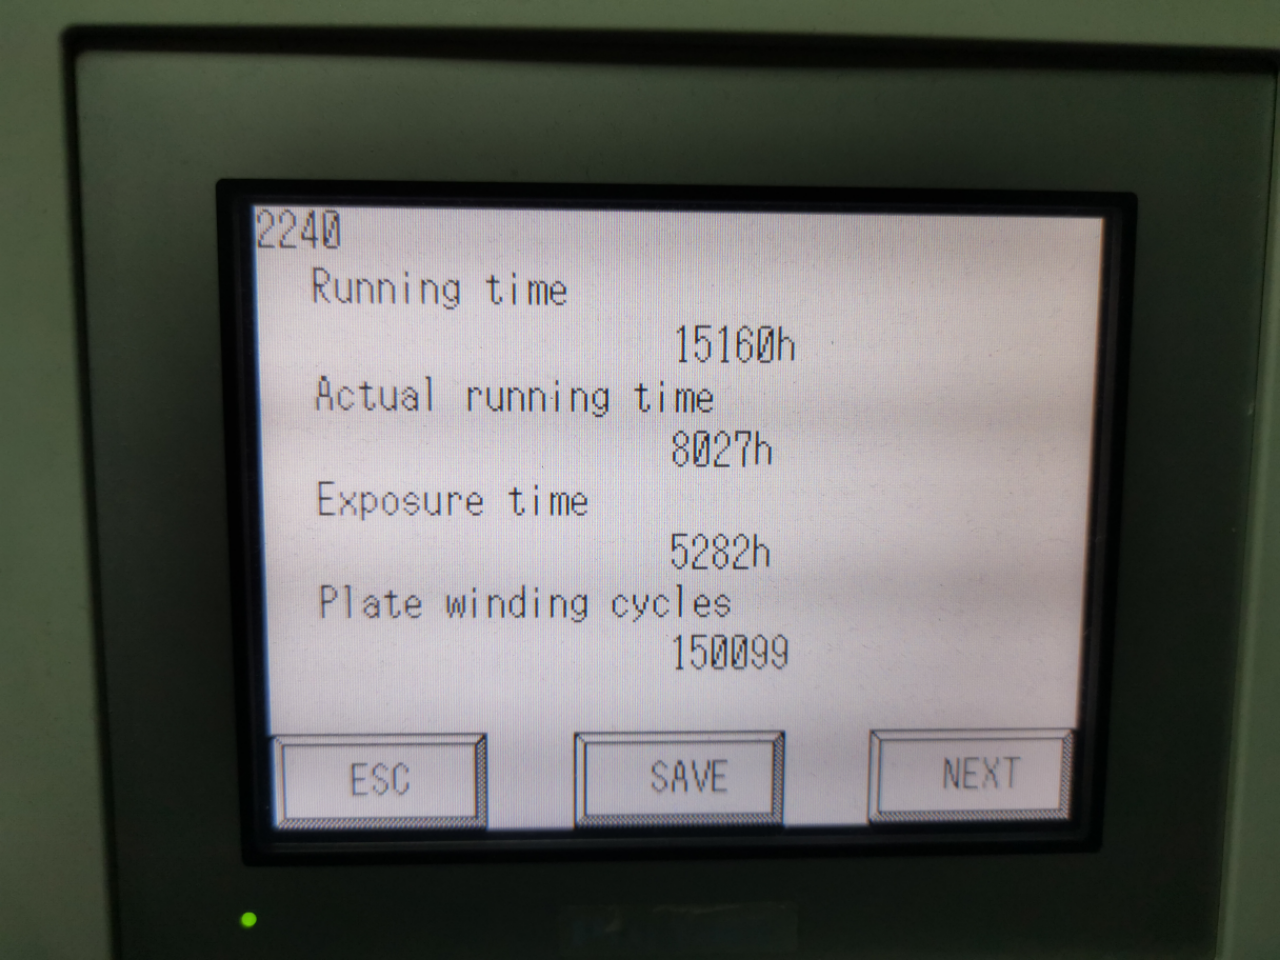 2240
Running time
15160h
Actual running time
8027h
Exposure time
5282h
Plate winding cycles
150099
ESC SAVE NEXT